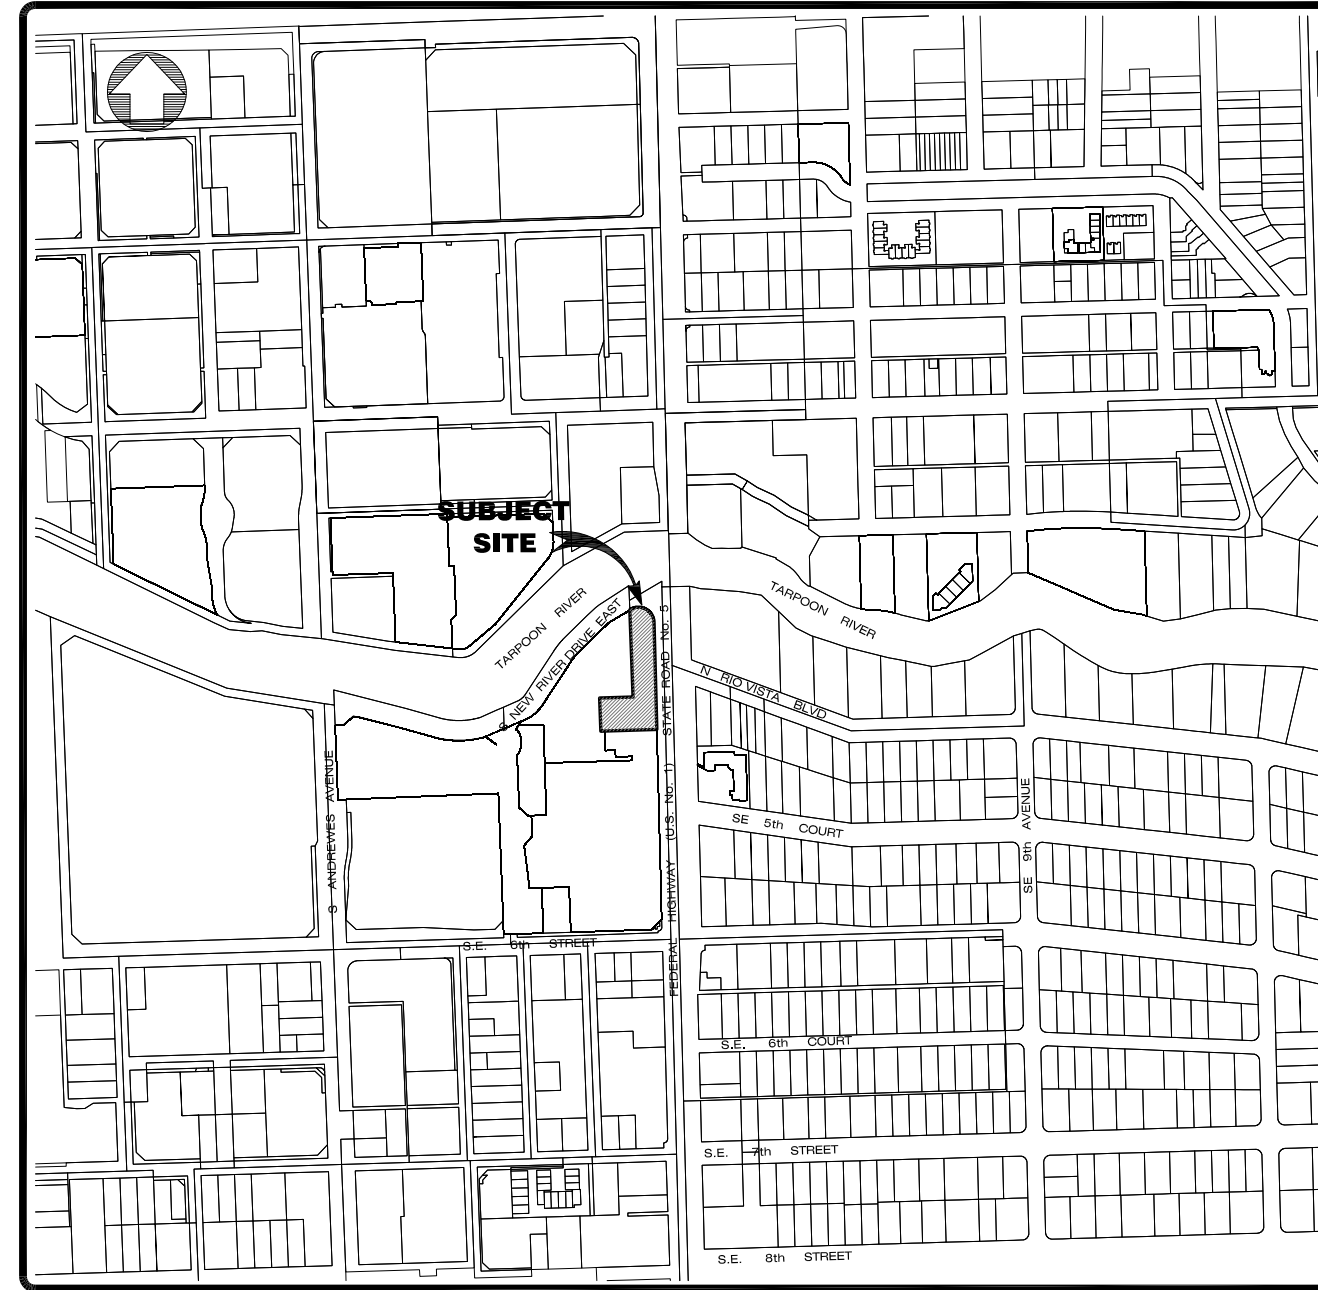 SUBJECT
SITE
TARPOON RIVER
TARPOON RIVER
S NEW RIVER DRIVE EAST
N RIO VISTA BLVD
STATE ROAD No. 5
FEDERAL HIGHWAY (U.S. No. 1)
S ANDREWES AVENUE
SE 5th COURT
SE 9th AVENUE
S.E. 6th STREET
S.E. 6th COURT
S.E. 7th STREET
S.E. 8th STREET